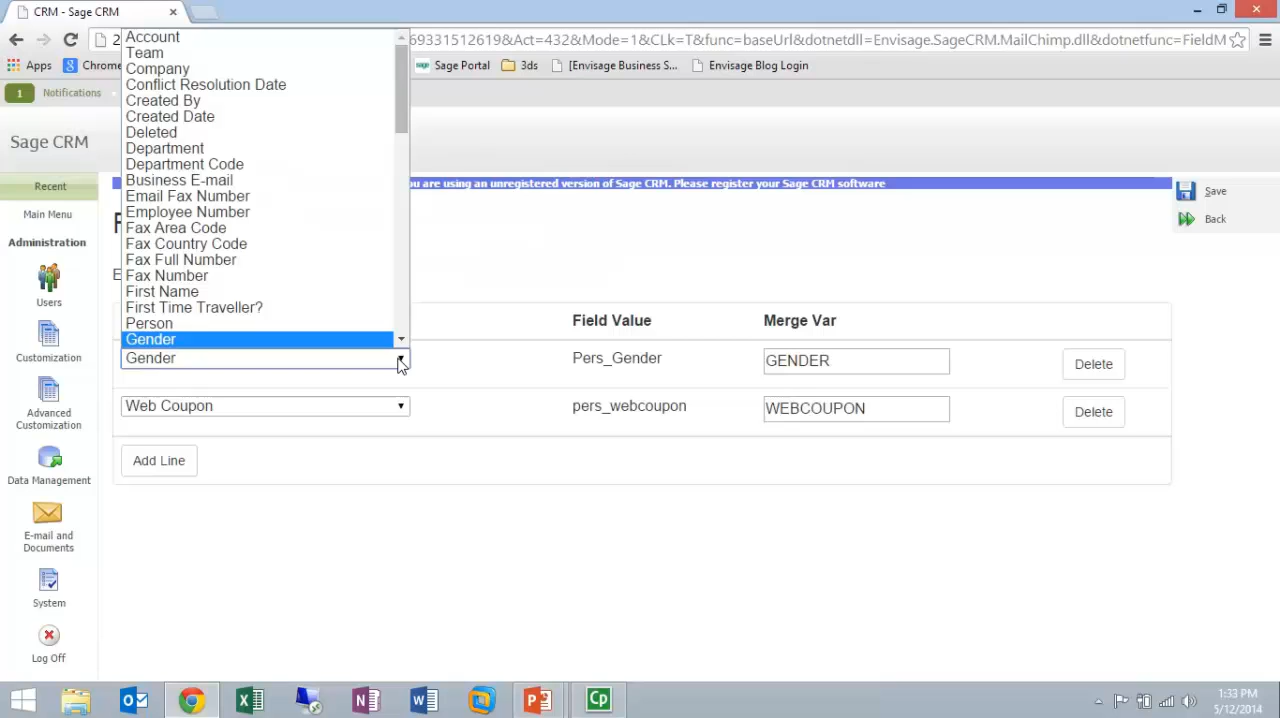 CRM - Sage CRM
2
69331512619&Act=432&Mode=1&CLk=T&func=baseUrl&dotnetdll=Envisage.SageCRM.MailChimp.dll&dotnetfunc=FieldM
Apps
Chrome
Sage Portal
3ds
[Envisage Business S...
Envisage Blog Login
1
Notifications
Sage CRM
Recent
Main Menu
Administration
Users
Customization
Advanced
Customization
Data Management
E-mail and
Documents
System
Log Off
Account
Team
Company
Conflict Resolution Date
Created By
Created Date
Deleted
Department
Department Code
Business E-mail
Email Fax Number
Employee Number
Fax Area Code
Fax Country Code
Fax Full Number
Fax Number
First Name
First Time Traveller?
Person
Gender
ou are using an unregistered version of Sage CRM. Please register your Sage CRM software
Save
Back
Field Value Merge Var
Gender Pers_Gender GENDER Delete
Web Coupon pers_webcoupon WEBCOUPON Delete
Add Line
1:33 PM
5/12/2014